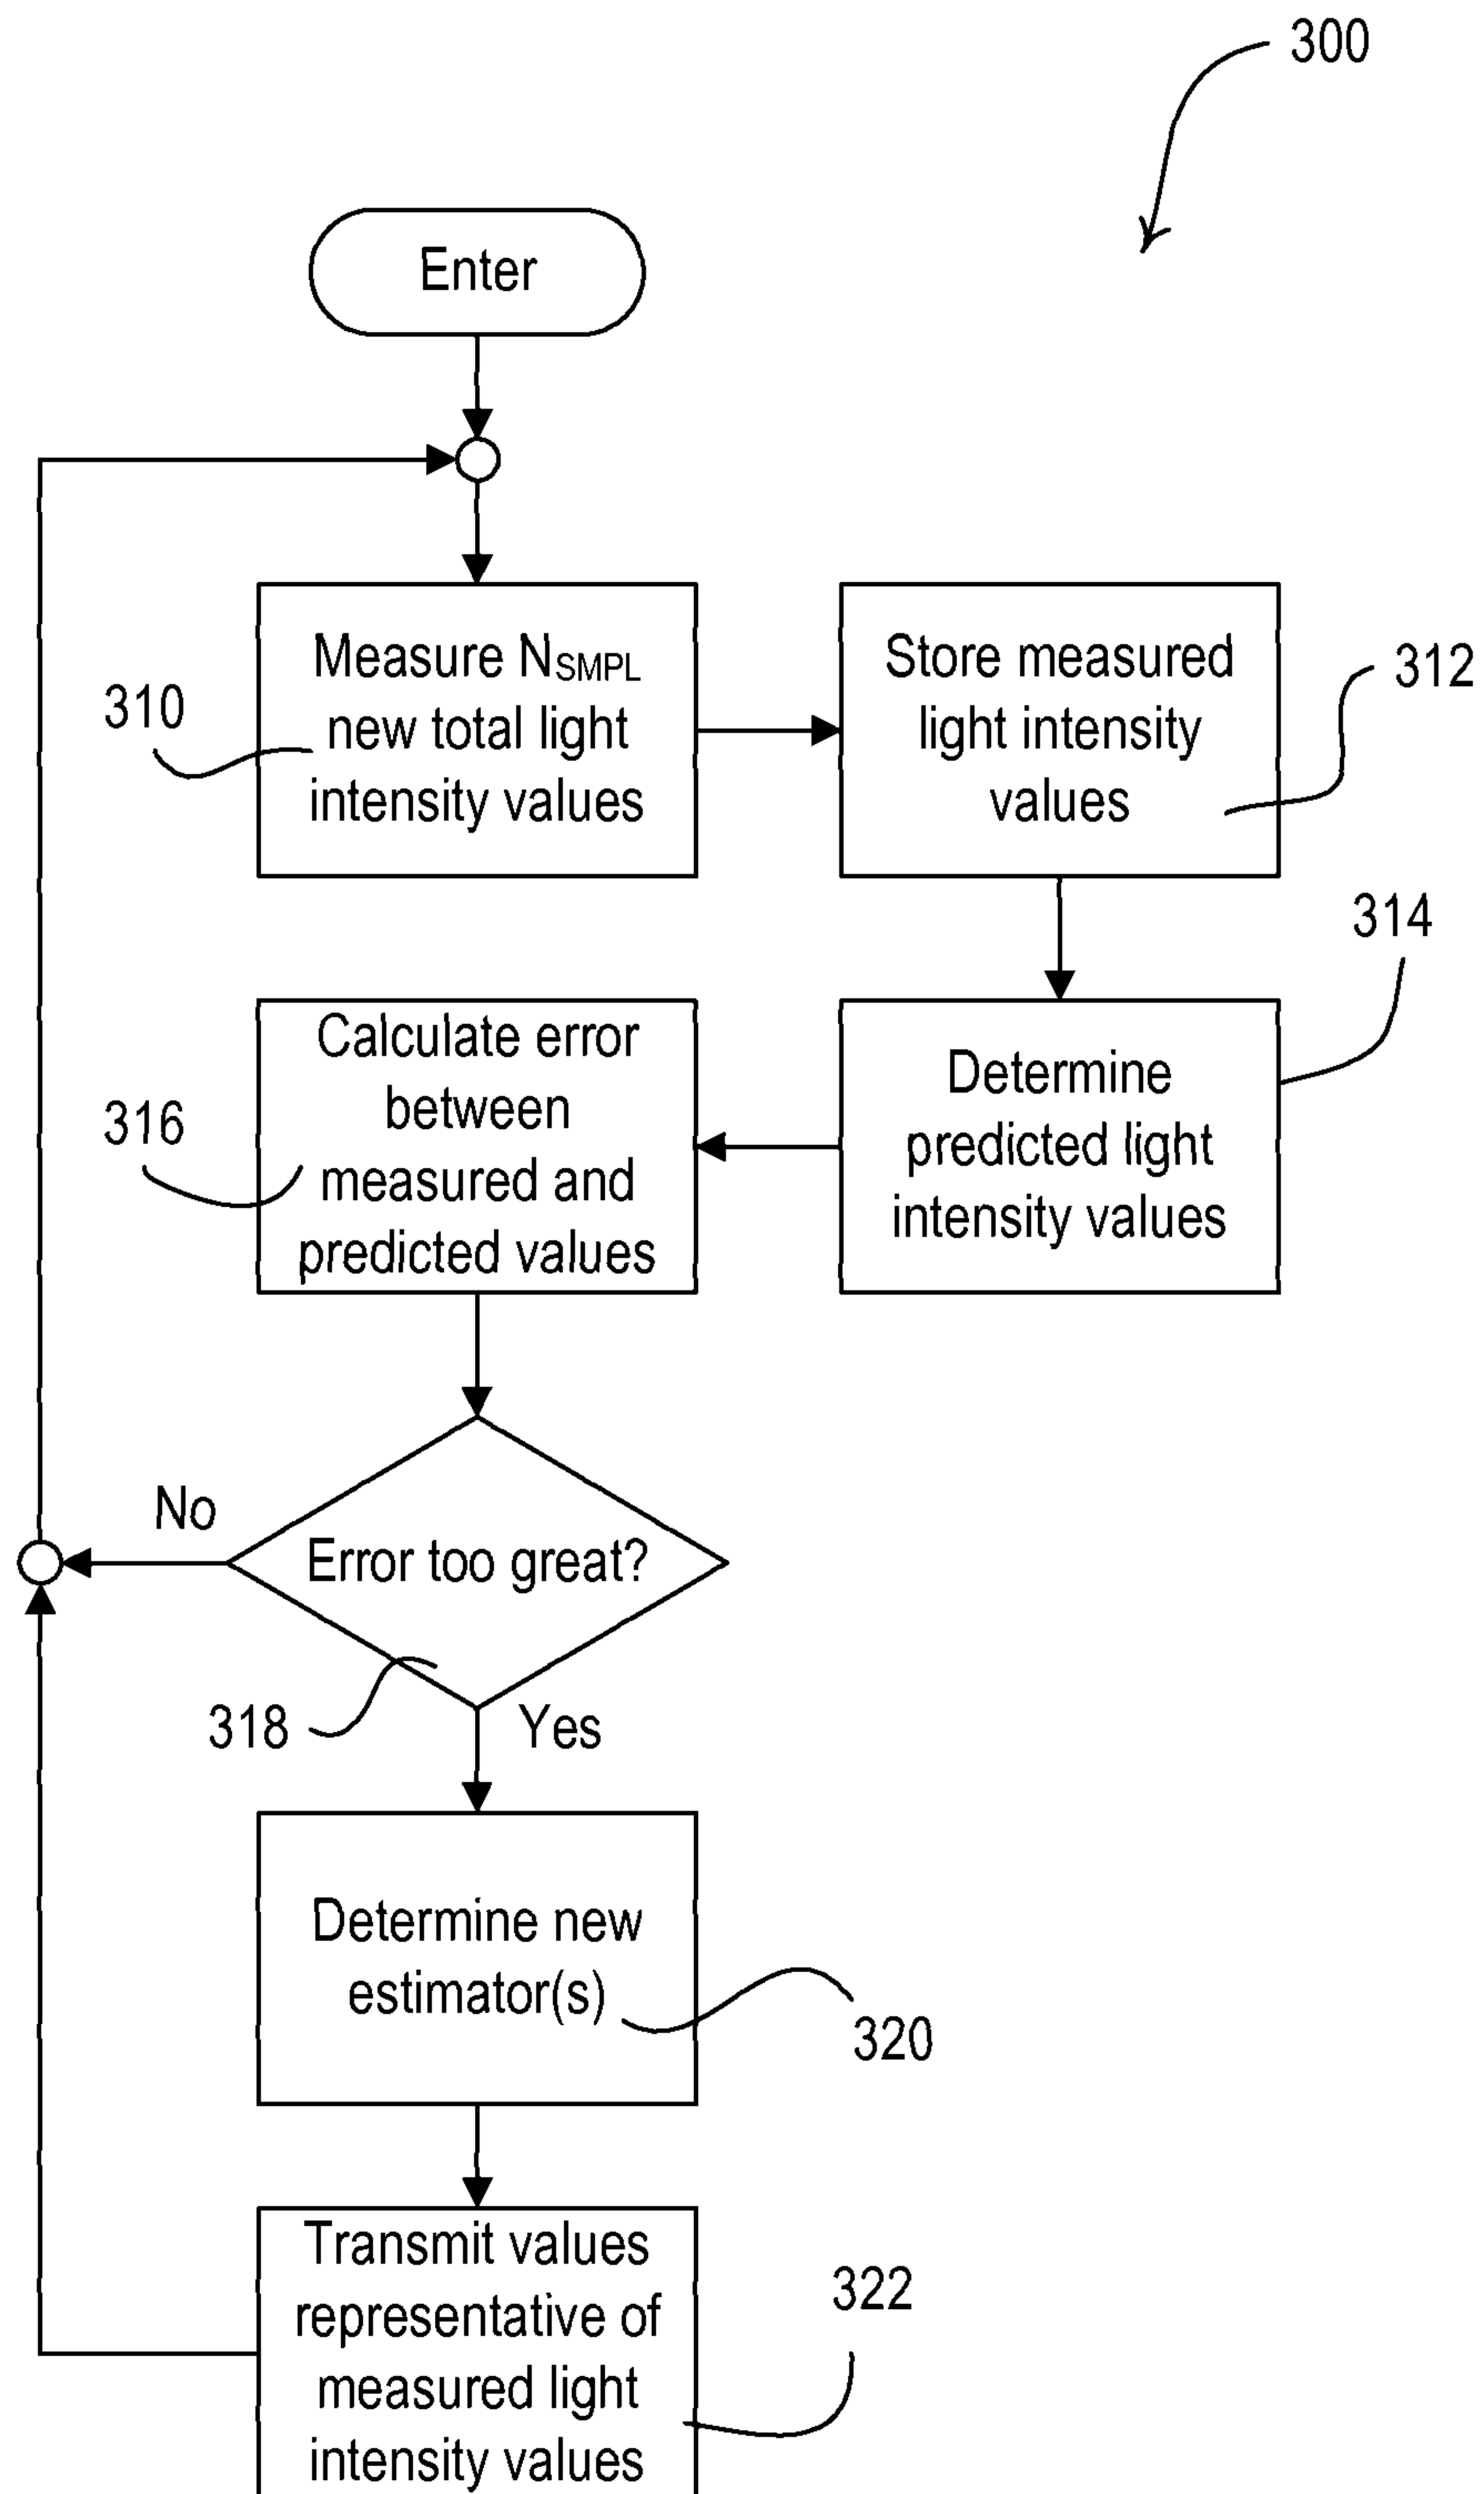 300
Enter
Measure NSMPL
new total light
intensity values
310
Store measured
light intensity
values
312
314
Calculate error
between
measured and
predicted values
316
Determine
predicted light
intensity values
No
Error too great?
318
Yes
Determine new
estimator(s)
320
Transmit values
representative of
measured light
intensity values
322